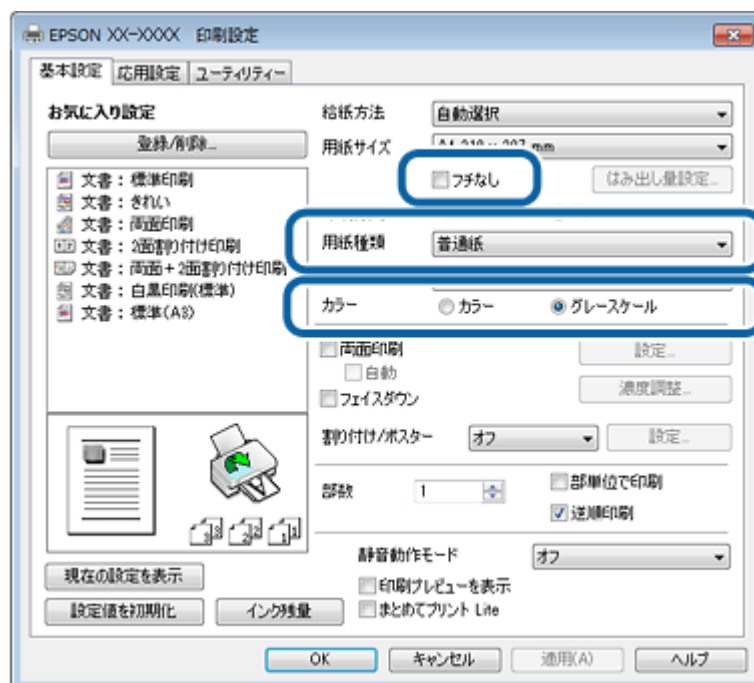 EPSON XX-XXXX 印刷設定
基本設定 応用設定 ユーティリティー
お気に入り設定
登録/削除...
文書：標準印刷
文書：きれい
文書：両面印刷
文書：2面割り付け印刷
文書：両面＋2面割り付け印刷
文書：白黒印刷(標準)
文書：標準(A3)
現在の設定を表示
設定値を初期化 インク残量
給紙方法 自動選択
用紙サイズ A4 210 x 297 mm
フチなし はみ出し量設定...
用紙種類 普通紙
カラー カラー グレースケール
両面印刷 設定...
自動
濃度調整...
フェイスダウン
割り付け/ポスター オフ 設定...
部数 1 部単位で印刷
逆順印刷
静音動作モード オフ
印刷プレビューを表示
まとめてプリント Lite
OK キャンセル 適用(A) ヘルプ